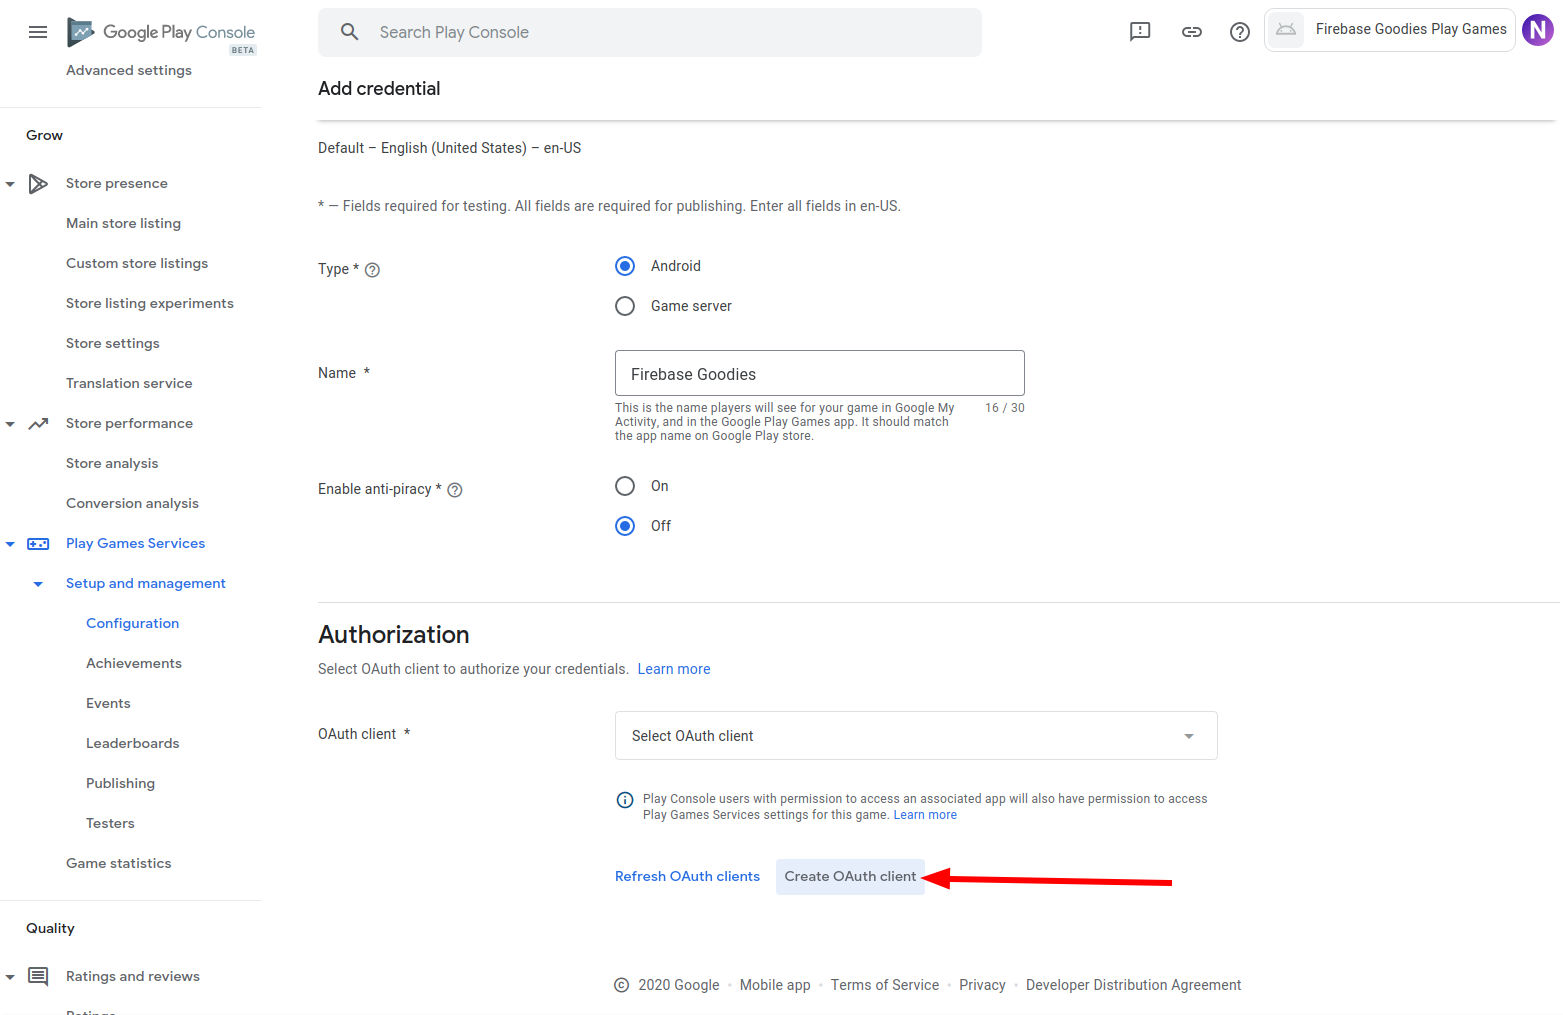 Google Play Console
BETA
Search Play Console
Firebase Goodies Play Games
N
Advanced settings
Grow
Store presence
Main store listing
Custom store listings
Store listing experiments
Store settings
Translation service
Store performance
Store analysis
Conversion analysis
Play Games Services
Setup and management
Configuration
Achievements
Events
Leaderboards
Publishing
Testers
Game statistics
Quality
Ratings and reviews
Ratings
Add credential
Default – English (United States) – en-US
* — Fields required for testing. All fields are required for publishing. Enter all fields in en-US.
Type *
Android
Game server
Name *
Firebase Goodies
This is the name players will see for your game in Google My
Activity, and in the Google Play Games app. It should match
the app name on Google Play store.
16 / 30
Enable anti-piracy *
On
Off
Authorization
Select OAuth client to authorize your credentials. Learn more
OAuth client *
Select OAuth client
Play Console users with permission to access an associated app will also have permission to access
Play Games Services settings for this game. Learn more
Refresh OAuth clients
Create OAuth client
© 2020 Google · Mobile app · Terms of Service · Privacy · Developer Distribution Agreement